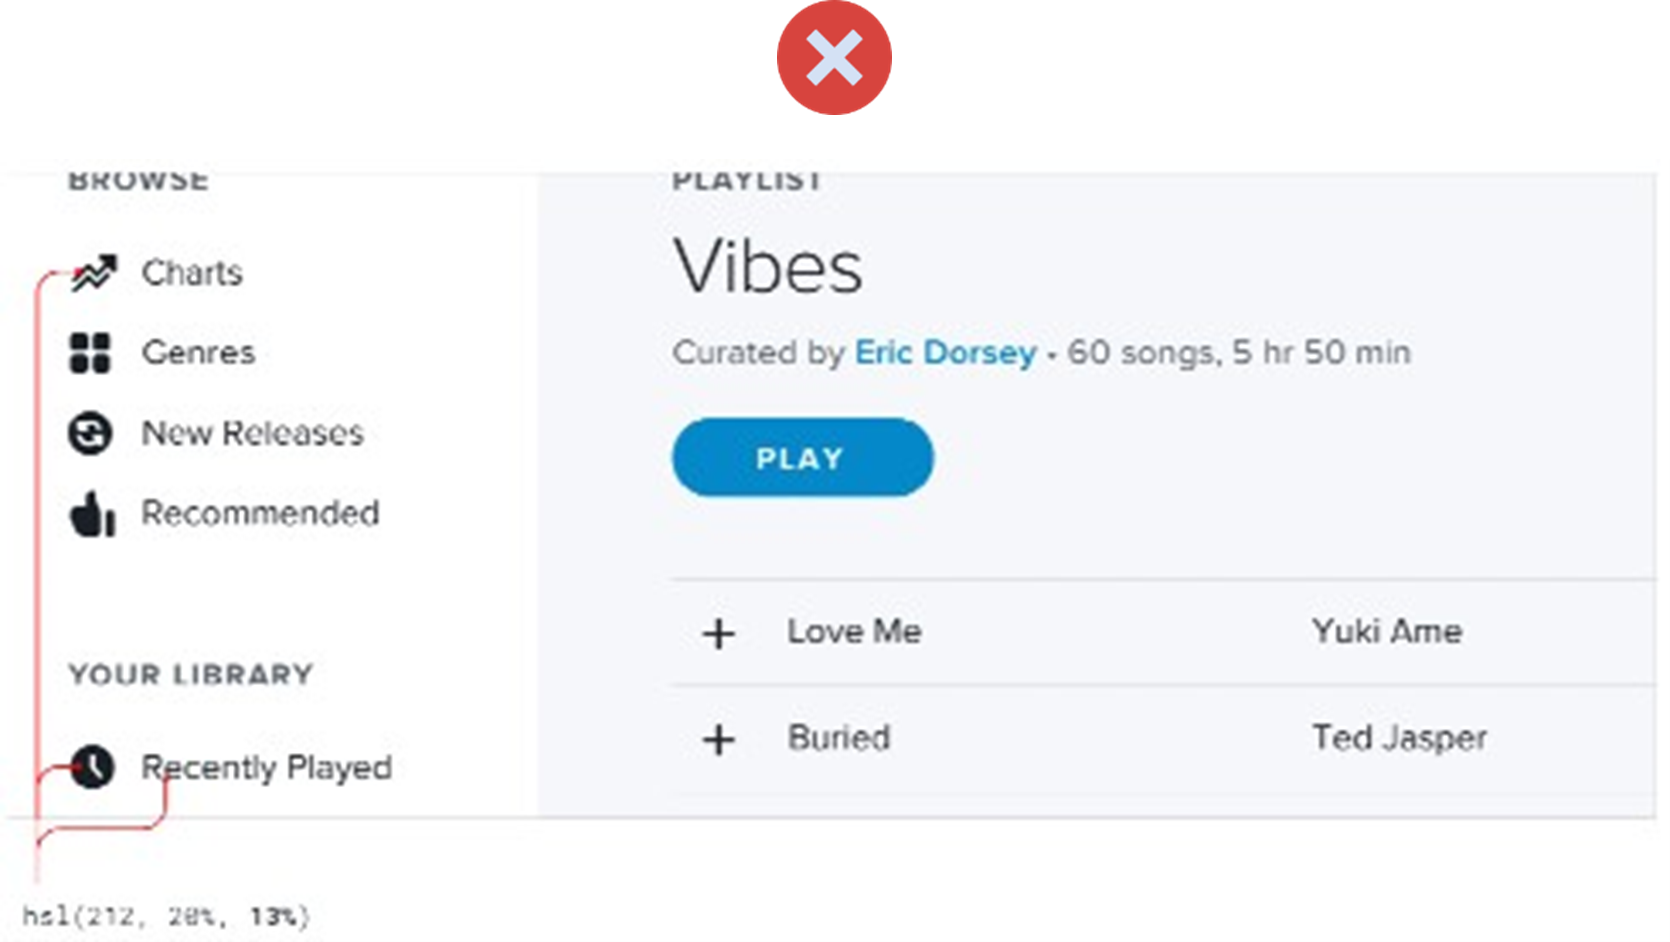 BROWSE
Charts
Genres
New Releases
Recommended
YOUR LIBRARY
Recently Played
PLAYLIST
Vibes
Curated by Eric Dorsey • 60 songs, 5 hr 50 min
PLAY
Love Me Yuki Ame
Buried Ted Jasper
hsl(212, 20%, 13%)